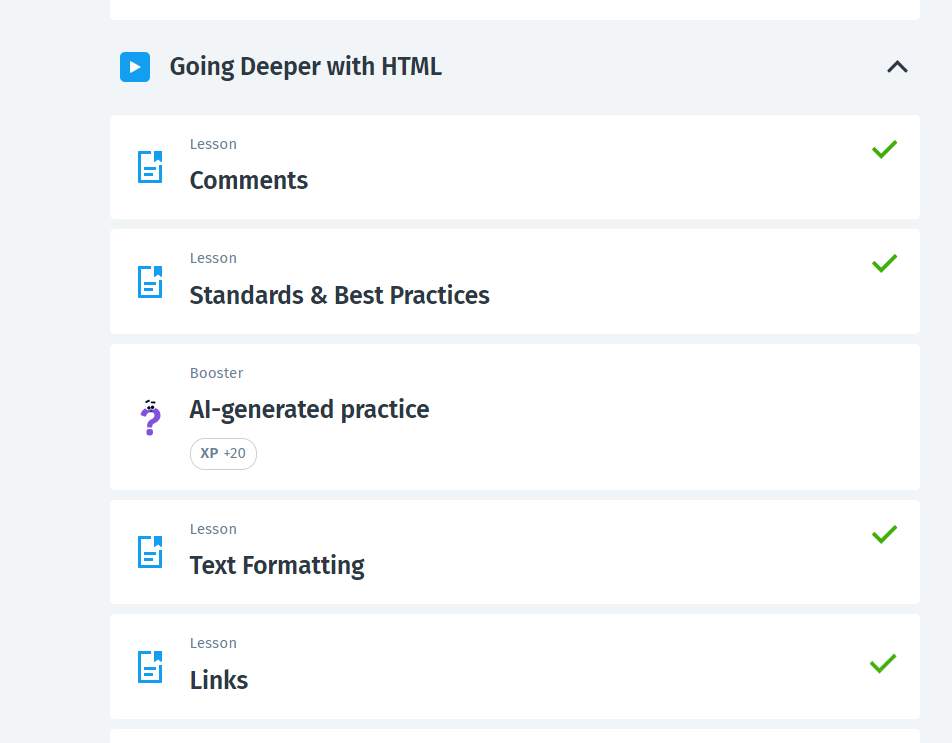 Going Deeper with HTML
Lesson
Comments
Lesson
Standards & Best Practices
Booster
AI-generated practice
XP +20
Lesson
Text Formatting
Lesson
Links